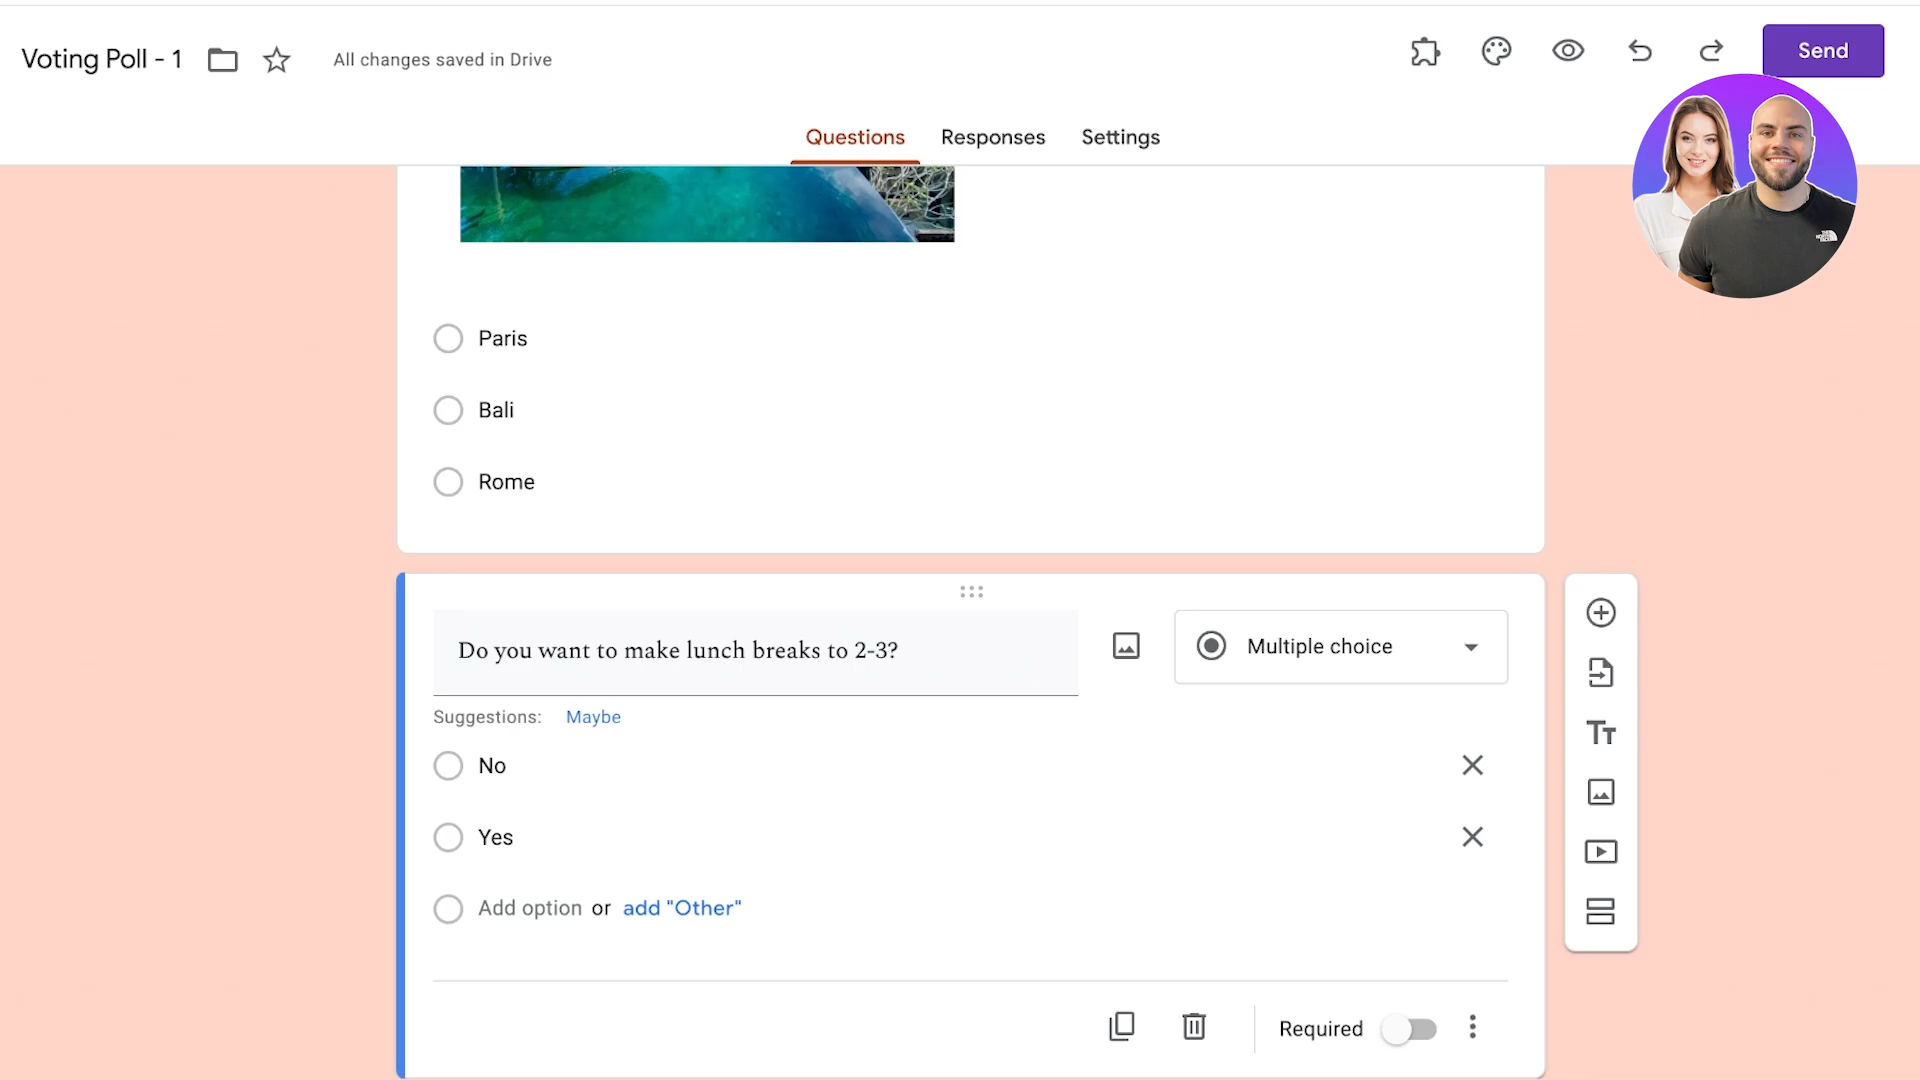 Voting Poll - 1
All changes saved in Drive
Send
Questions
Responses
Settings
Paris
Bali
Rome
Do you want to make lunch breaks to 2-3?
Multiple choice
Suggestions: Maybe
No
Yes
Add option or add "Other"
Required